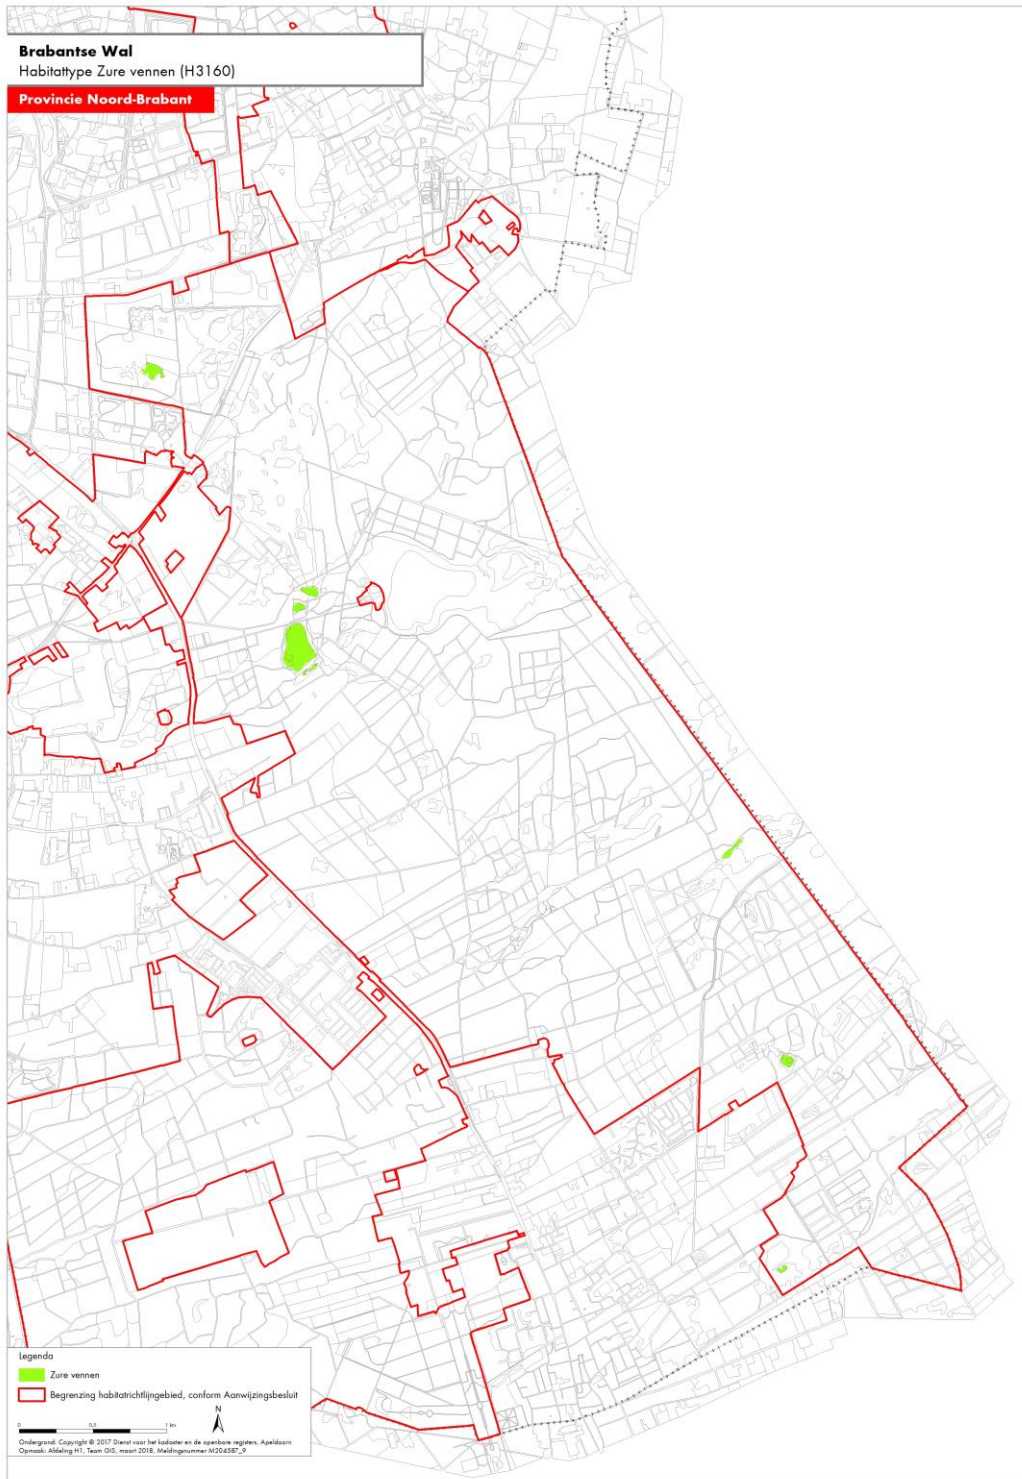 Brabantse Wal
Habitattype Zure vennen (H3160)
Provincie Noord-Brabant
Legenda
Zure vennen
Begrenzing habitatrichtlijngebied, conform Aanwijzingsbesluit
0 0,5 1 km
N
Ondergrond: Copyright © 2017 Dienst voor het kadaster en de openbare registers, Apeldoorn
Opmaak: Afdeling H1, Team GIS, maart 2018, Meldingsnummer M204587_9